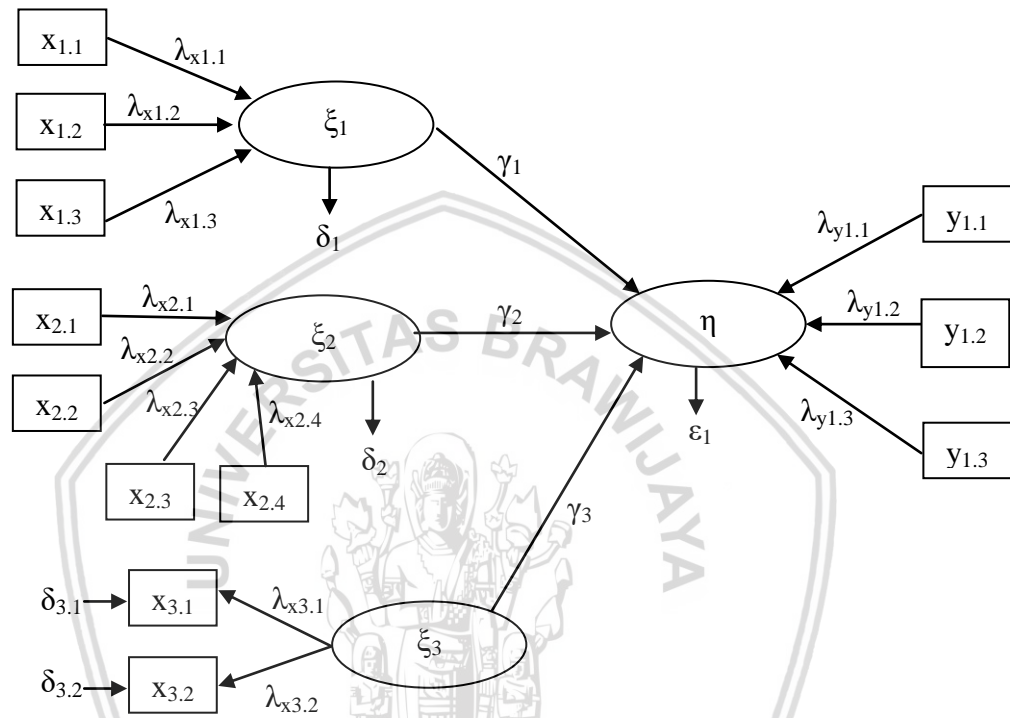 x1.1
λx1.1
x1.2
λx1.2
ξ1
x1.3
λx1.3
δ1
γ1
x2.1
λx2.1
x2.2
λx2.2
ξ2
γ2
λx2.3
λx2.4
x2.3
x2.4
δ2
η
ε1
λy1.1
y1.1
λy1.2
y1.2
λy1.3
y1.3
γ3
δ3.1
x3.1
λx3.1
ξ3
δ3.2
x3.2
λx3.2
UNIVERSITAS BRAWIJAYA